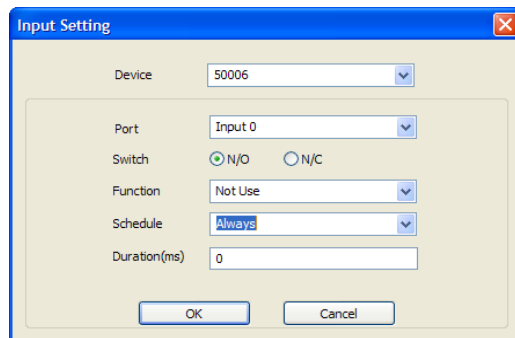 Input Setting
Device 50006
Port Input 0
Switch N/O N/C
Function Not Use
Schedule Always
Duration(ms) 0
OK Cancel